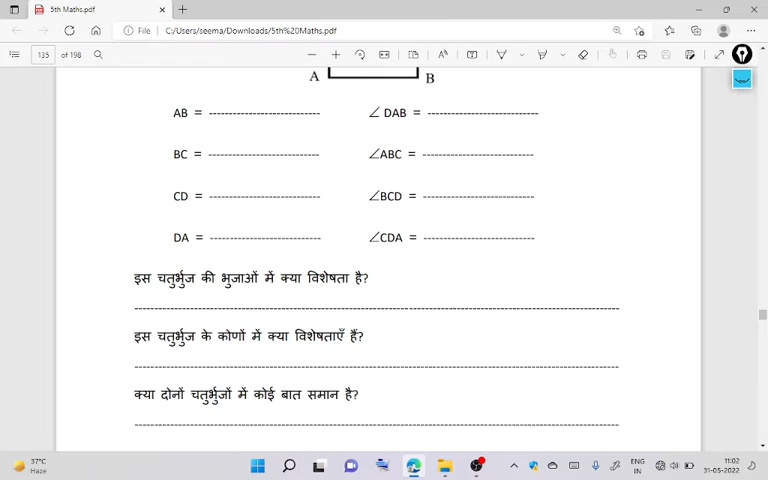 5th Maths.pdf
File | C:/Users/seema/Downloads/5th%20Maths.pdf
135 of 198
A B
AB = --------------------------- ∠ DAB = ---------------------------
BC = --------------------------- ∠ABC = ---------------------------
CD = --------------------------- ∠BCD = ---------------------------
DA = --------------------------- ∠CDA = ---------------------------
इस चतुर्भुज की भुजाओं में क्या विशेषता है?
इस चतुर्भुज के कोणों में क्या विशेषताएँ हैं?
क्या दोनों चतुर्भुजों में कोई बात समान है?
37°C
Haze
ENG
IN
11:02
31-05-2022